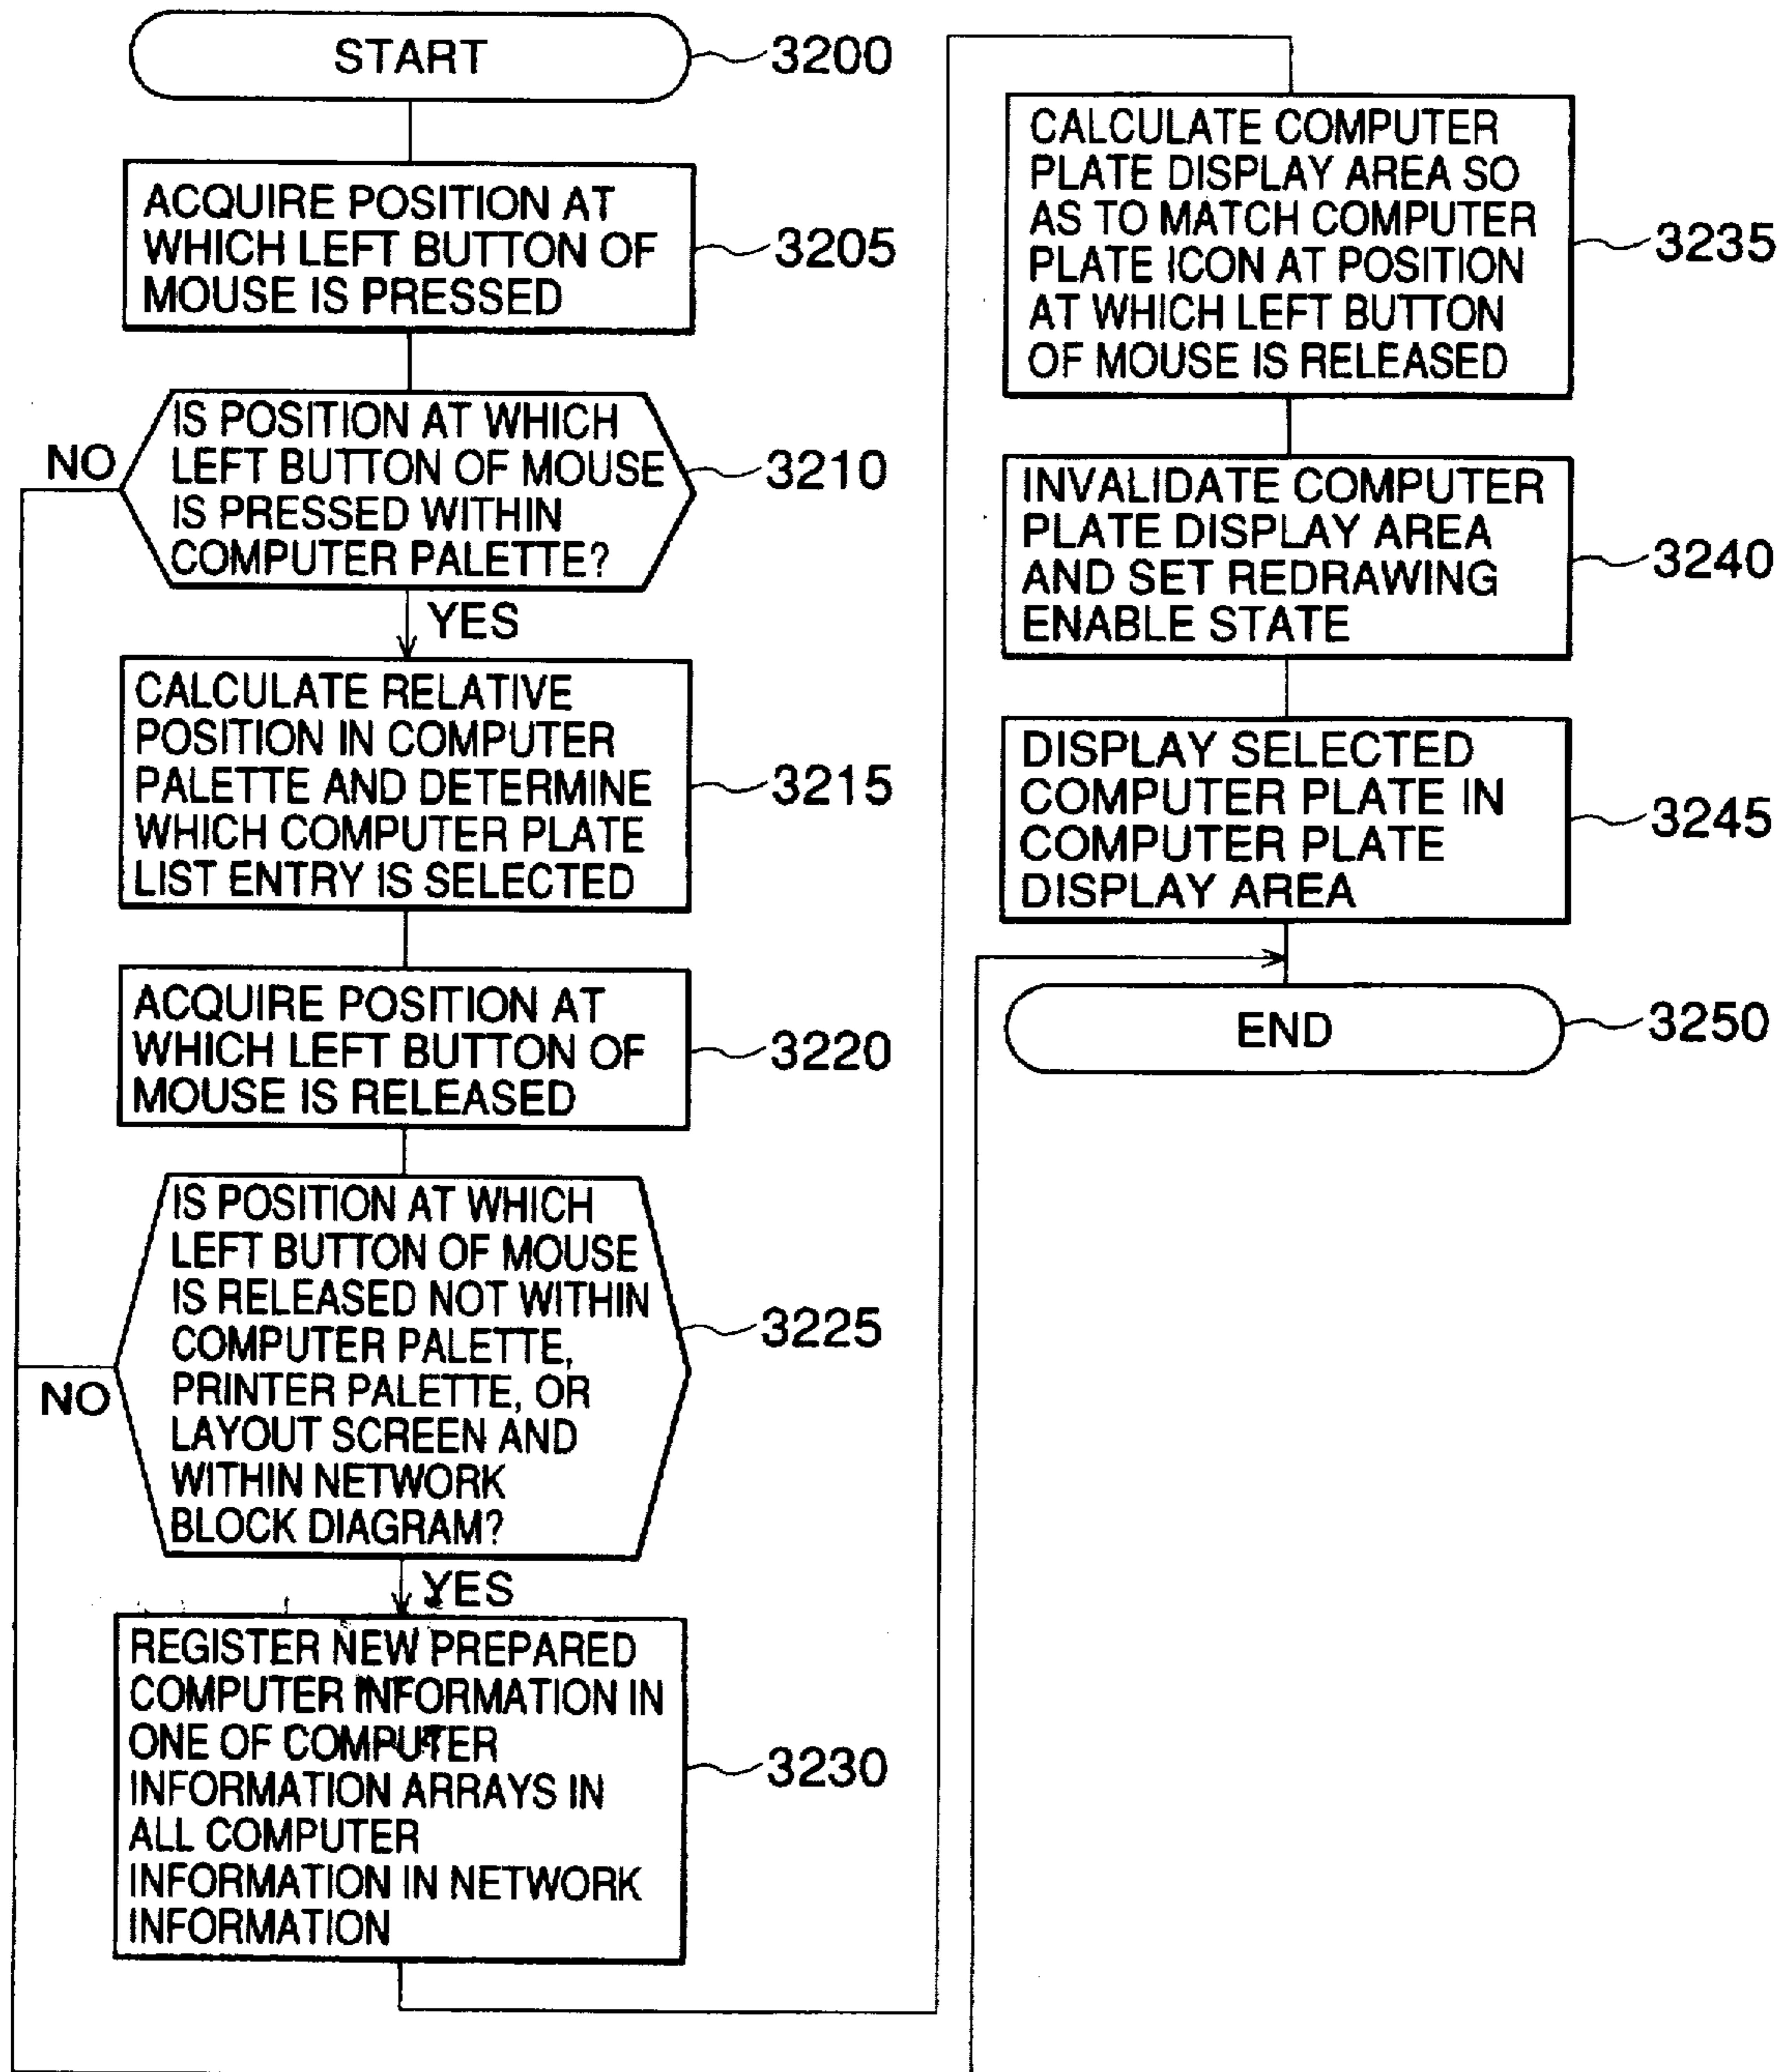 START
3200
ACQUIRE POSITION AT
WHICH LEFT BUTTON OF
MOUSE IS PRESSED
3205
IS POSITION AT WHICH
LEFT BUTTON OF MOUSE
IS PRESSED WITHIN
COMPUTER PALETTE?
3210
NO
YES
CALCULATE RELATIVE
POSITION IN COMPUTER
PALETTE AND DETERMINE
WHICH COMPUTER PLATE
LIST ENTRY IS SELECTED
3215
ACQUIRE POSITION AT
WHICH LEFT BUTTON OF
MOUSE IS RELEASED
3220
IS POSITION AT WHICH
LEFT BUTTON OF MOUSE
IS RELEASED NOT WITHIN
COMPUTER PALETTE,
PRINTER PALETTE, OR
LAYOUT SCREEN AND
WITHIN NETWORK
BLOCK DIAGRAM?
3225
NO
YES
REGISTER NEW PREPARED
COMPUTER INFORMATION IN
ONE OF COMPUTER
INFORMATION ARRAYS IN
ALL COMPUTER
INFORMATION IN NETWORK
INFORMATION
3230
CALCULATE COMPUTER
PLATE DISPLAY AREA SO
AS TO MATCH COMPUTER
PLATE ICON AT POSITION
AT WHICH LEFT BUTTON
OF MOUSE IS RELEASED
3235
INVALIDATE COMPUTER
PLATE DISPLAY AREA
AND SET REDRAWING
ENABLE STATE
3240
DISPLAY SELECTED
COMPUTER PLATE IN
COMPUTER PLATE
DISPLAY AREA
3245
END
3250